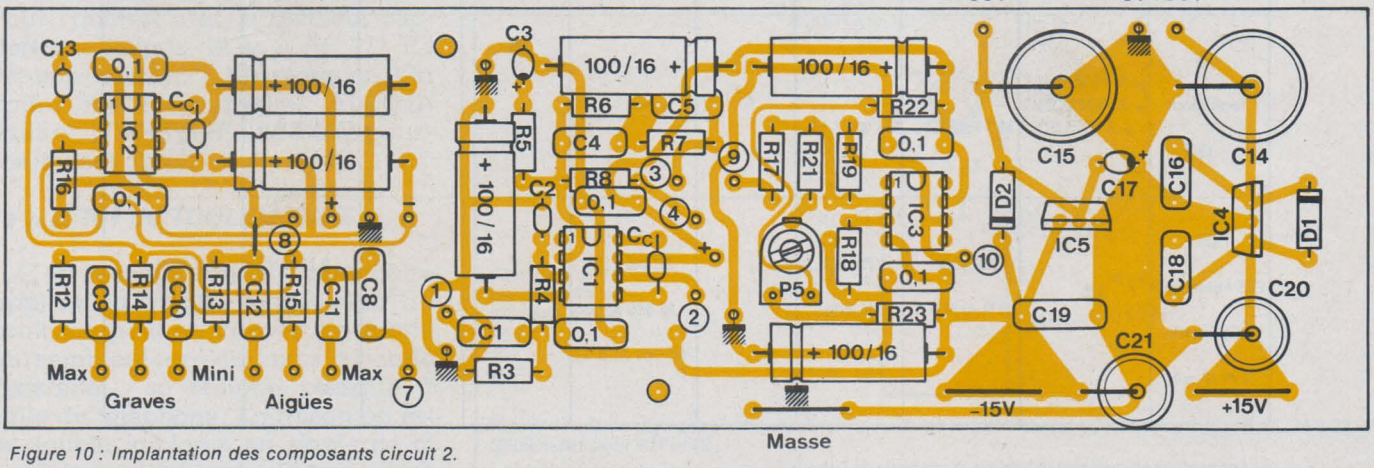 C13
0,1
+100/16
1
IC2
Cc
R16
+100/16
0,1
+
–
8
R12
C9
R14
C10
R13
C12
R15
C11
C8
Max
Mini
Max
7
Graves
Aigües
C3
+
R5
+100/16
100/16 +
R6
C5
C4
R7
R8
3
0,1
4
C2
1
IC1
Cc
+
R4
1
2
C1
0,1
R3
100/16 +
R22
0,1
9
R17
R21
R19
1
IC3
R18
10
P5
0,1
R23
+ 100/16
C15
C14
C17
+
C16
D2
IC5
IC4
D1
C18
C19
C20
C21
–15V
+15V
Masse
Figure 10 : Implantation des composants circuit 2.